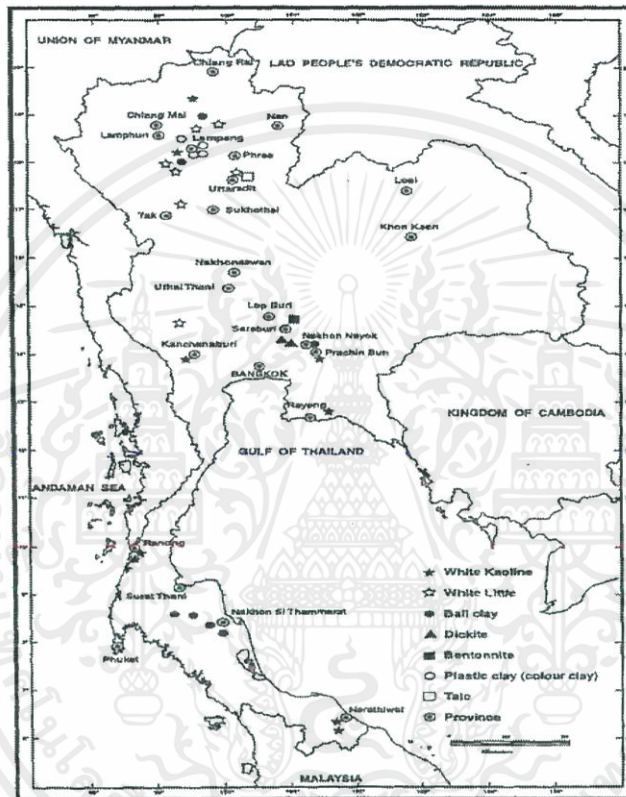 UNION OF MYANMAR
Chiang Rai
LAO PEOPLE'S DEMOCRATIC REPUBLIC
Chiang Mai
Nan
Lamphun
Lampang
Phrae
Uttaradit
Loei
Tak
Sukhothai
Khon Kaen
Nakhonsawan
Uthai Thani
Lop Buri
Saraburi
Nakhon Nayok
Kanchanaburi
Prachin Buri
BANGKOK
Rayong
KINGDOM OF CAMBODIA
GULF OF THAILAND
ANDAMAN SEA
Ranong
White Kaoline
White Little
Surat Thani
Ball clay
Nakhon Si Thammarat
Dickite
Bentonnite
Phuket
Plastic clay (colour clay)
Talc
Narathiwat
Province
MALAYSIA